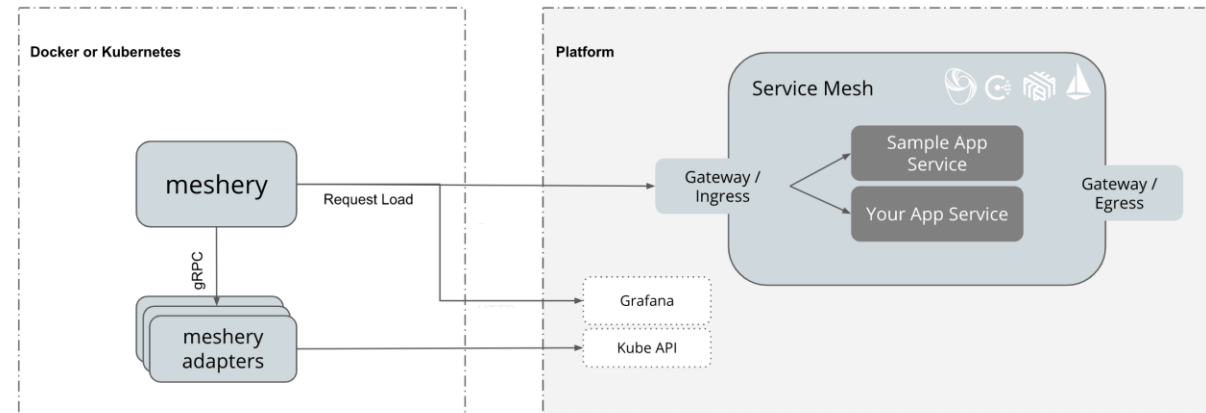 Docker or Kubernetes
Platform
Service Mesh
Sample App
Service
meshery
Gateway /
Ingress
Request Load
Your App Service
Gateway /
Egress
gRPC
Grafana
meshery
adapters
Kube API